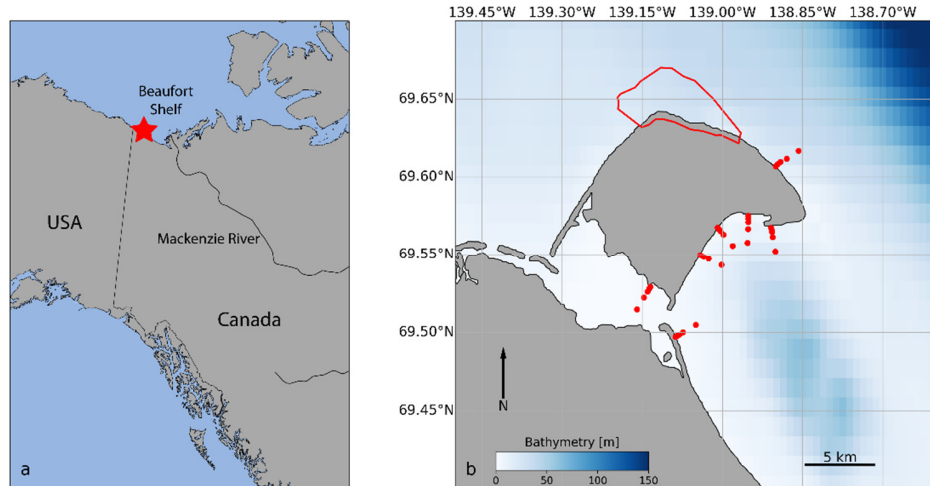 Beaufort
Shelf
USA
Mackenzie River
Canada
a
139.45°W 139.30°W 139.15°W 139.00°W 138.85°W 138.70°W
69.65°N
69.60°N
69.55°N
69.50°N
69.45°N
N
Bathymetry [m]
0 50 100 150
5 km
b